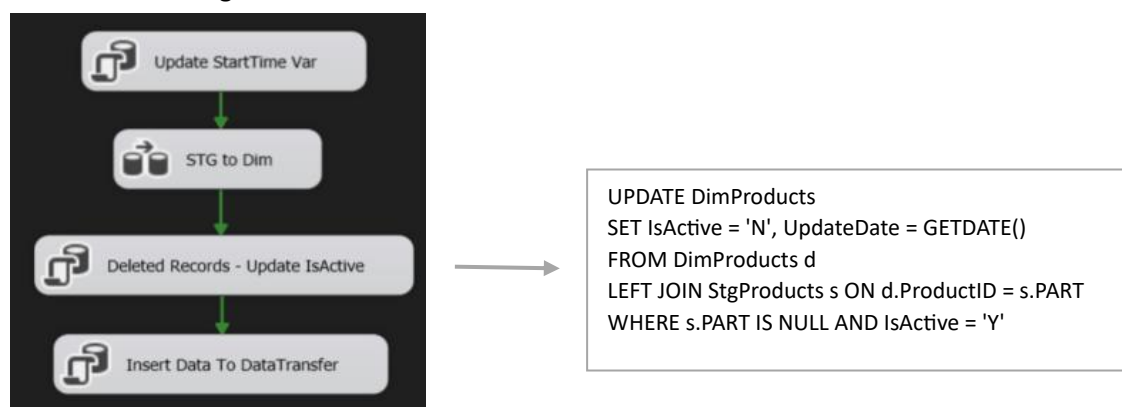 Update StartTime Var
STG to Dim
Deleted Records - Update IsActive
Insert Data To DataTransfer
UPDATE DimProducts
SET IsActive = 'N', UpdateDate = GETDATE()
FROM DimProducts d
LEFT JOIN StgProducts s ON d.ProductID = s.PART
WHERE s.PART IS NULL AND IsActive = 'Y'